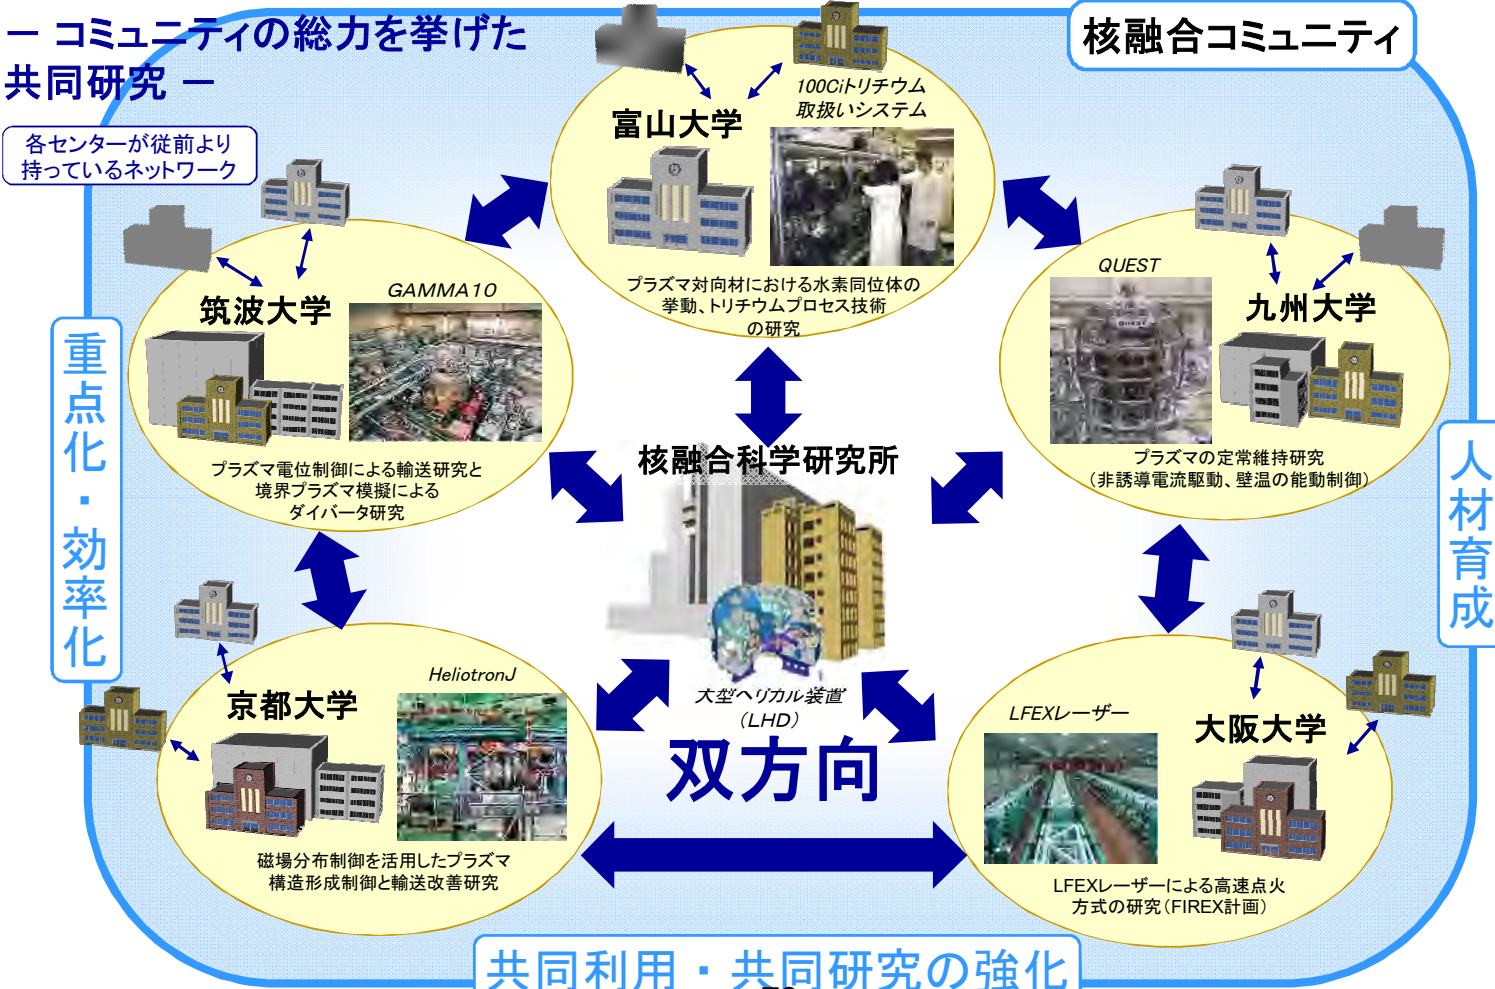 ― コミュニティの総力を挙げた
共同研究 ―
核融合コミュニティ
各センターが従前より
持っているネットワーク
100Ciトリチウム
取扱いシステム
富山大学
プラズマ対向材における水素同位体の
挙動、トリチウムプロセス技術
の研究
GAMMA10
筑波大学
プラズマ電位制御による輸送研究と
境界プラズマ模擬による
ダイバータ研究
QUEST
九州大学
QUEST
プラズマの定常維持研究
(非誘導電流駆動、壁温の能動制御)
重点化・効率化
人材育成
核融合科学研究所
大型ヘリカル装置
(LHD)
双方向
HeliotronJ
京都大学
磁場分布制御を活用したプラズマ
構造形成制御と輸送改善研究
LFEXレーザー
大阪大学
LFEXレーザーによる高速点火
方式の研究(FIREX計画)
共同利用・共同研究の強化